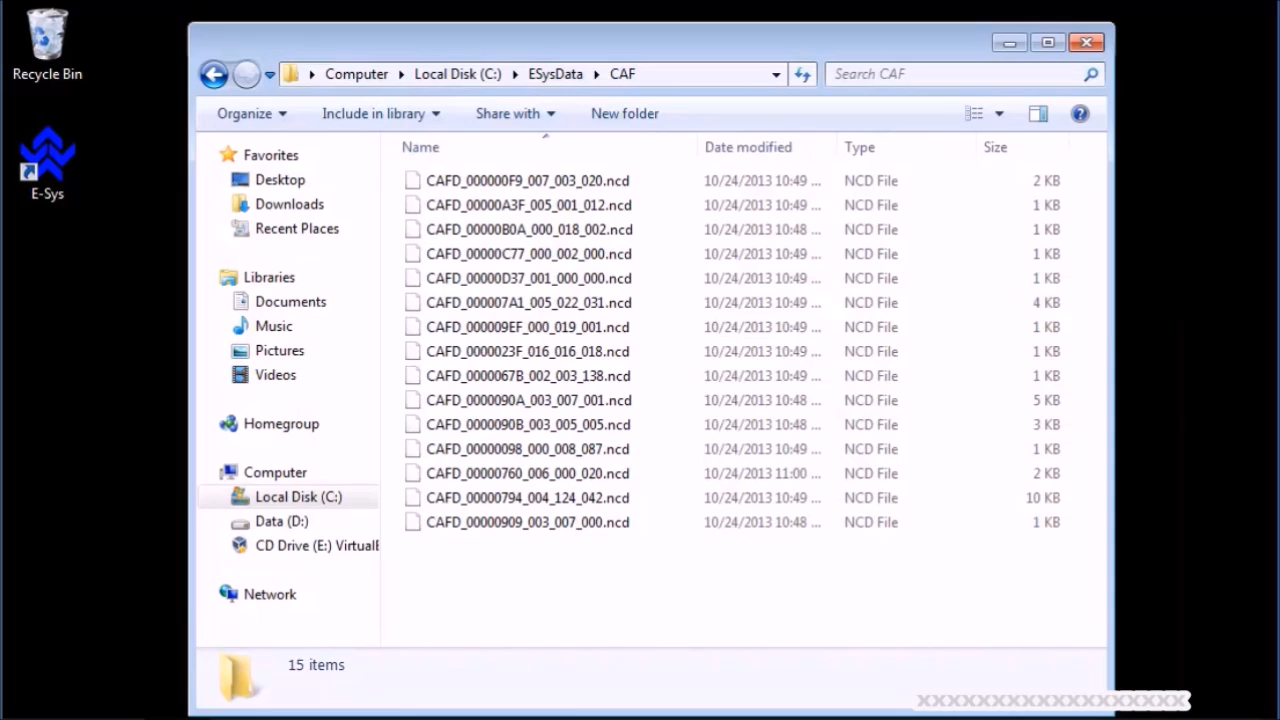 Recycle Bin
E-Sys
Computer Local Disk (C:) ESysData CAF
Search CAF
Organize Include in library Share with New folder
Favorites
Desktop
Downloads
Recent Places
Libraries
Documents
Music
Pictures
Videos
Homegroup
Computer
Local Disk (C:)
Data (D:)
CD Drive (E:) Virtual
Network
Name Date modified Type Size
CAFD_000000F9_007_003_020.ncd 10/24/2013 10:49 ... NCD File 2 KB
CAFD_00000A3F_005_001_012.ncd 10/24/2013 10:49 ... NCD File 1 KB
CAFD_00000B0A_000_018_002.ncd 10/24/2013 10:48 ... NCD File 1 KB
CAFD_00000C77_000_002_000.ncd 10/24/2013 10:49 ... NCD File 1 KB
CAFD_00000D37_001_000_000.ncd 10/24/2013 10:49 ... NCD File 1 KB
CAFD_000007A1_005_022_031.ncd 10/24/2013 10:49 ... NCD File 4 KB
CAFD_000009EF_000_019_001.ncd 10/24/2013 10:49 ... NCD File 1 KB
CAFD_0000023F_016_016_018.ncd 10/24/2013 10:49 ... NCD File 1 KB
CAFD_0000067B_002_003_138.ncd 10/24/2013 10:49 ... NCD File 1 KB
CAFD_0000090A_003_007_001.ncd 10/24/2013 10:48 ... NCD File 5 KB
CAFD_0000090B_003_005_005.ncd 10/24/2013 10:48 ... NCD File 3 KB
CAFD_00000098_000_008_087.ncd 10/24/2013 10:49 ... NCD File 1 KB
CAFD_00000760_006_000_020.ncd 10/24/2013 11:00 ... NCD File 2 KB
CAFD_00000794_004_124_042.ncd 10/24/2013 10:49 ... NCD File 10 KB
CAFD_00000909_003_007_000.ncd 10/24/2013 10:48 ... NCD File 1 KB
15 items